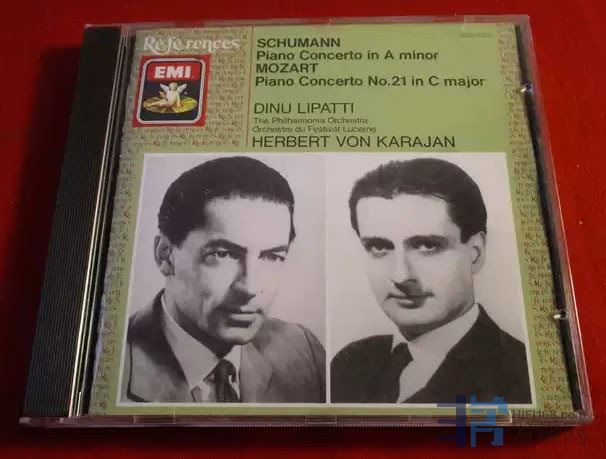 Références
EMI
SCHUMANN
Piano Concerto in A minor
MOZART
Piano Concerto No.21 in C major
DINU LIPATTI
The Philharmonia Orchestra
Orchestre du Festival Lucerne
HERBERT VON KARAJAN